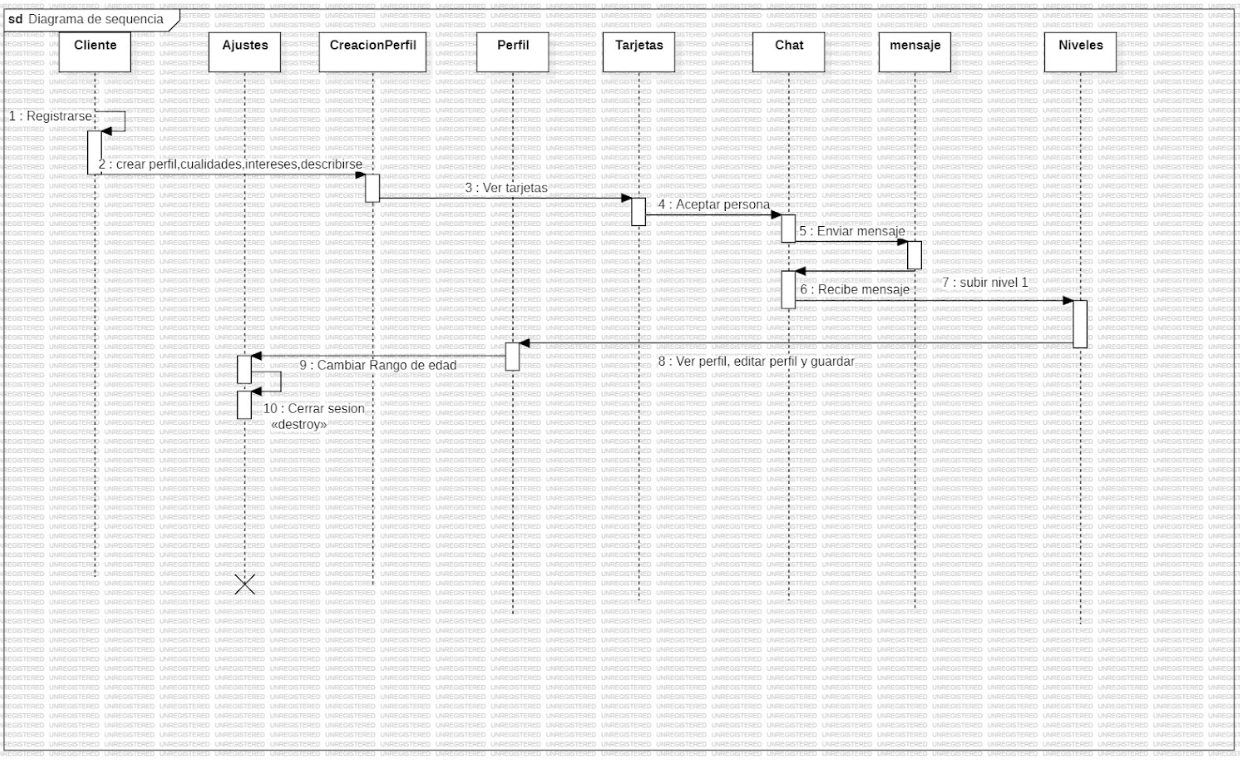 sd Diagrama de sequencia
Cliente
Ajustes
CreacionPerfil
Perfil
Tarjetas
Chat
mensaje
Niveles
1 : Registrarse
2 : crear perfil,cualidades,intereses,describirse
3 : Ver tarjetas
4 : Aceptar persona
5 : Enviar mensaje
6 : Recibe mensaje
7 : subir nivel 1
8 : Ver perfil, editar perfil y guardar
9 : Cambiar Rango de edad
10 : Cerrar sesion
«destroy»
UNREGISTERED